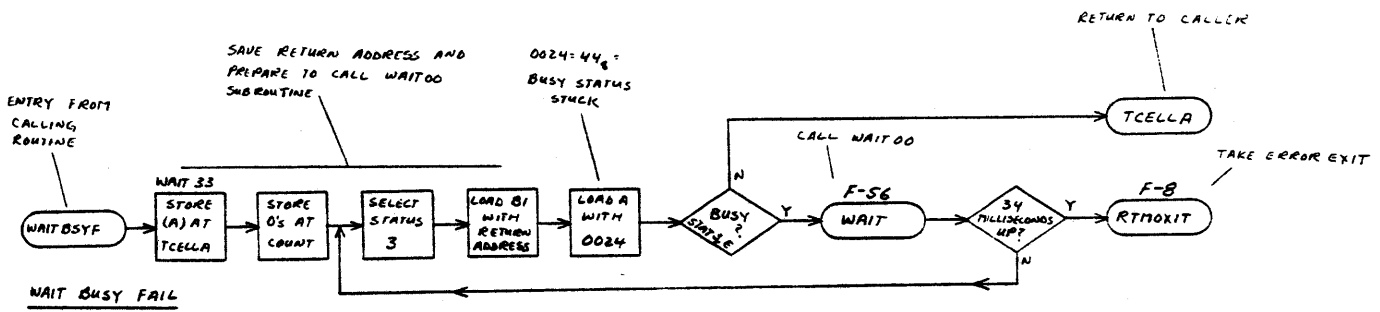 RETURN TO CALLER
SAVE RETURN ADDRESS AND
PREPARE TO CALL WAIT00
SUBROUTINE
0024=44₈=
BUSY STATUS
STUCK
ENTRY FROM
CALLING
ROUTINE
TCELLA
CALL WAIT00
TAKE ERROR EXIT
WAIT 33
WAITBSYF
STORE
(A) AT
TCELLA
STORE
0'S AT
COUNT
SELECT
STATUS
3
LOAD B1
WITH
RETURN
ADDRESS
LOAD A
WITH
0024
N
BUSY
?
Y
F-56
WAIT
34
MILLISECONDS
UP?
Y
N
F-8
RTMOXIT
WAIT BUSY FAIL